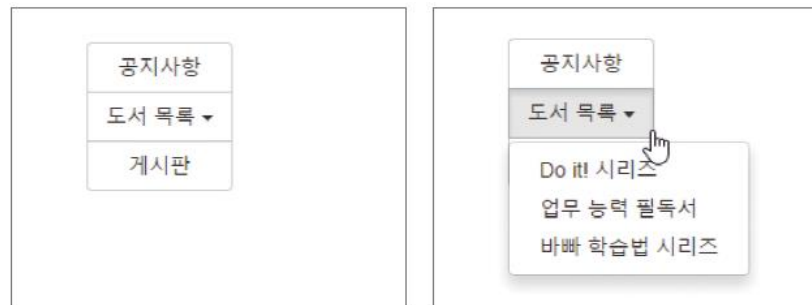 공지사항
도서 목록
게시판
공지사항
도서 목록
Do it! 시리즈
업무 능력 필독서
바빠 학습법 시리즈